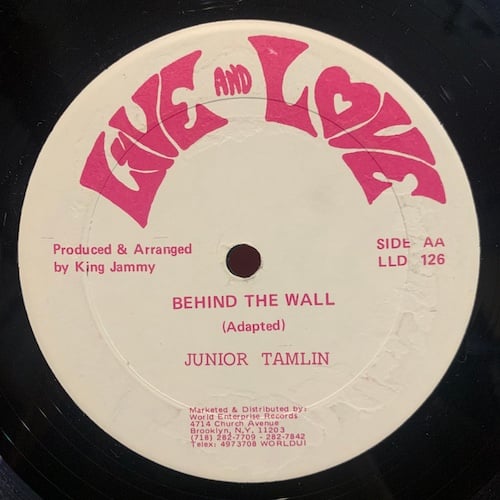 LIVE AND LOVE
Produced & Arranged
by King Jammy
SIDE AA
LLD 126
BEHIND THE WALL
(Adapted)
JUNIOR TAMLIN
Marketed & Distributed by:
World Enterprise Records
4714 Church Avenue
Brooklyn, N.Y. 11203
(718) 282-7709 - 282-7842
Telex: 4973708 WORLDUI